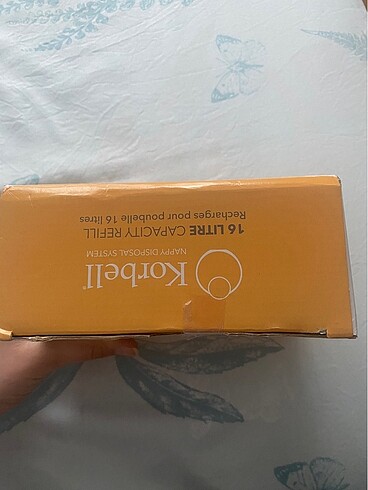 Korbell®
NAPPY DISPOSAL SYSTEM
16 LITRE CAPACITY REFILL
Recharges pour poubelle 16 litres